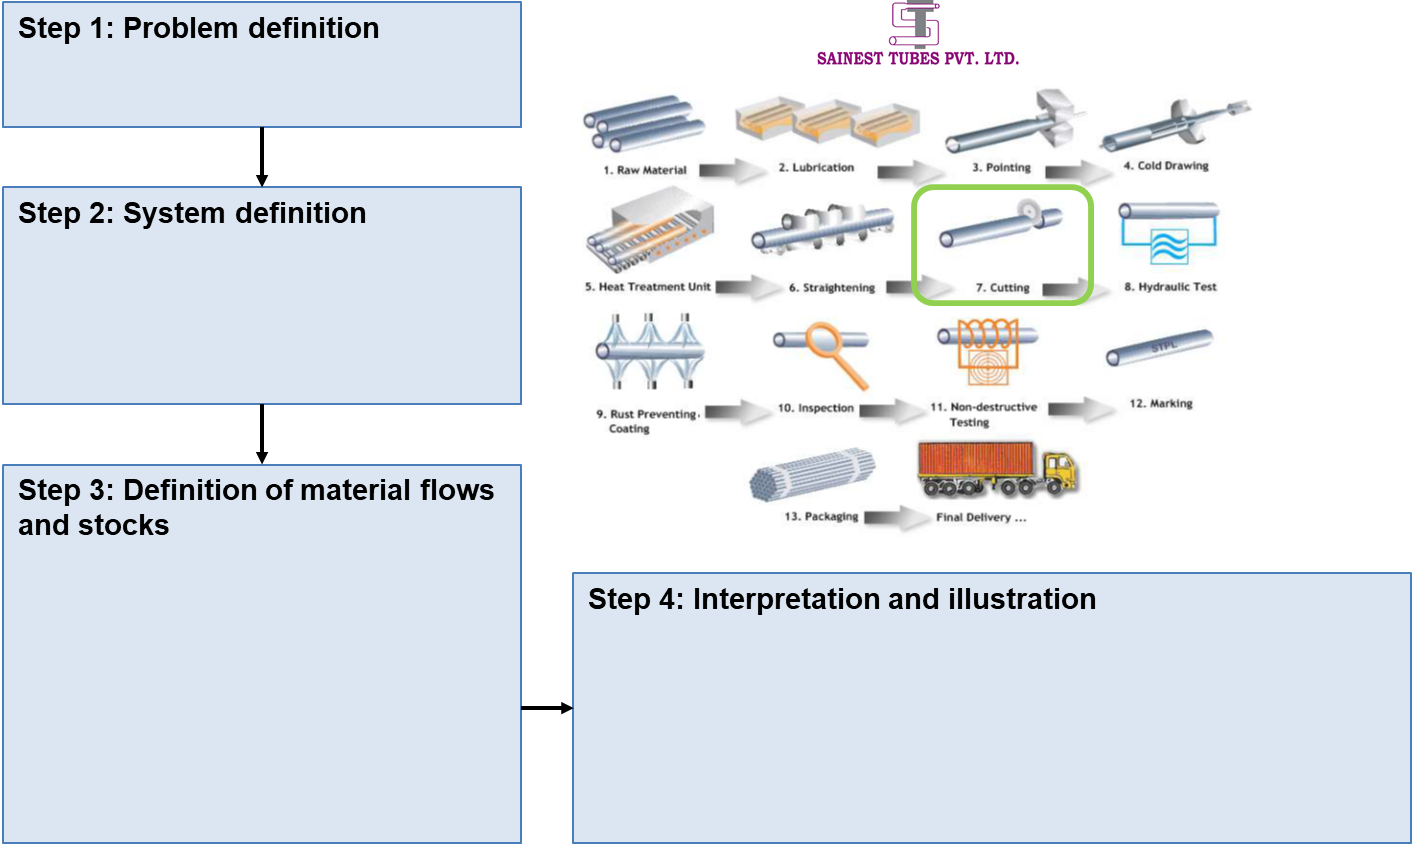 Step 1: Problem definition
Step 2: System definition
Step 3: Definition of material flows
and stocks
SAINEST TUBES PVT. LTD.
1. Raw Material
2. Lubrication
3. Pointing
4. Cold Drawing
5. Heat Treatment Unit
6. Straightening
7. Cutting
8. Hydraulic Test
9. Rust Preventing,
Coating
10. Inspection
11. Non-destructive
Testing
STPL
12. Marking
13. Packaging
Final Delivery ...
Step 4: Interpretation and illustration